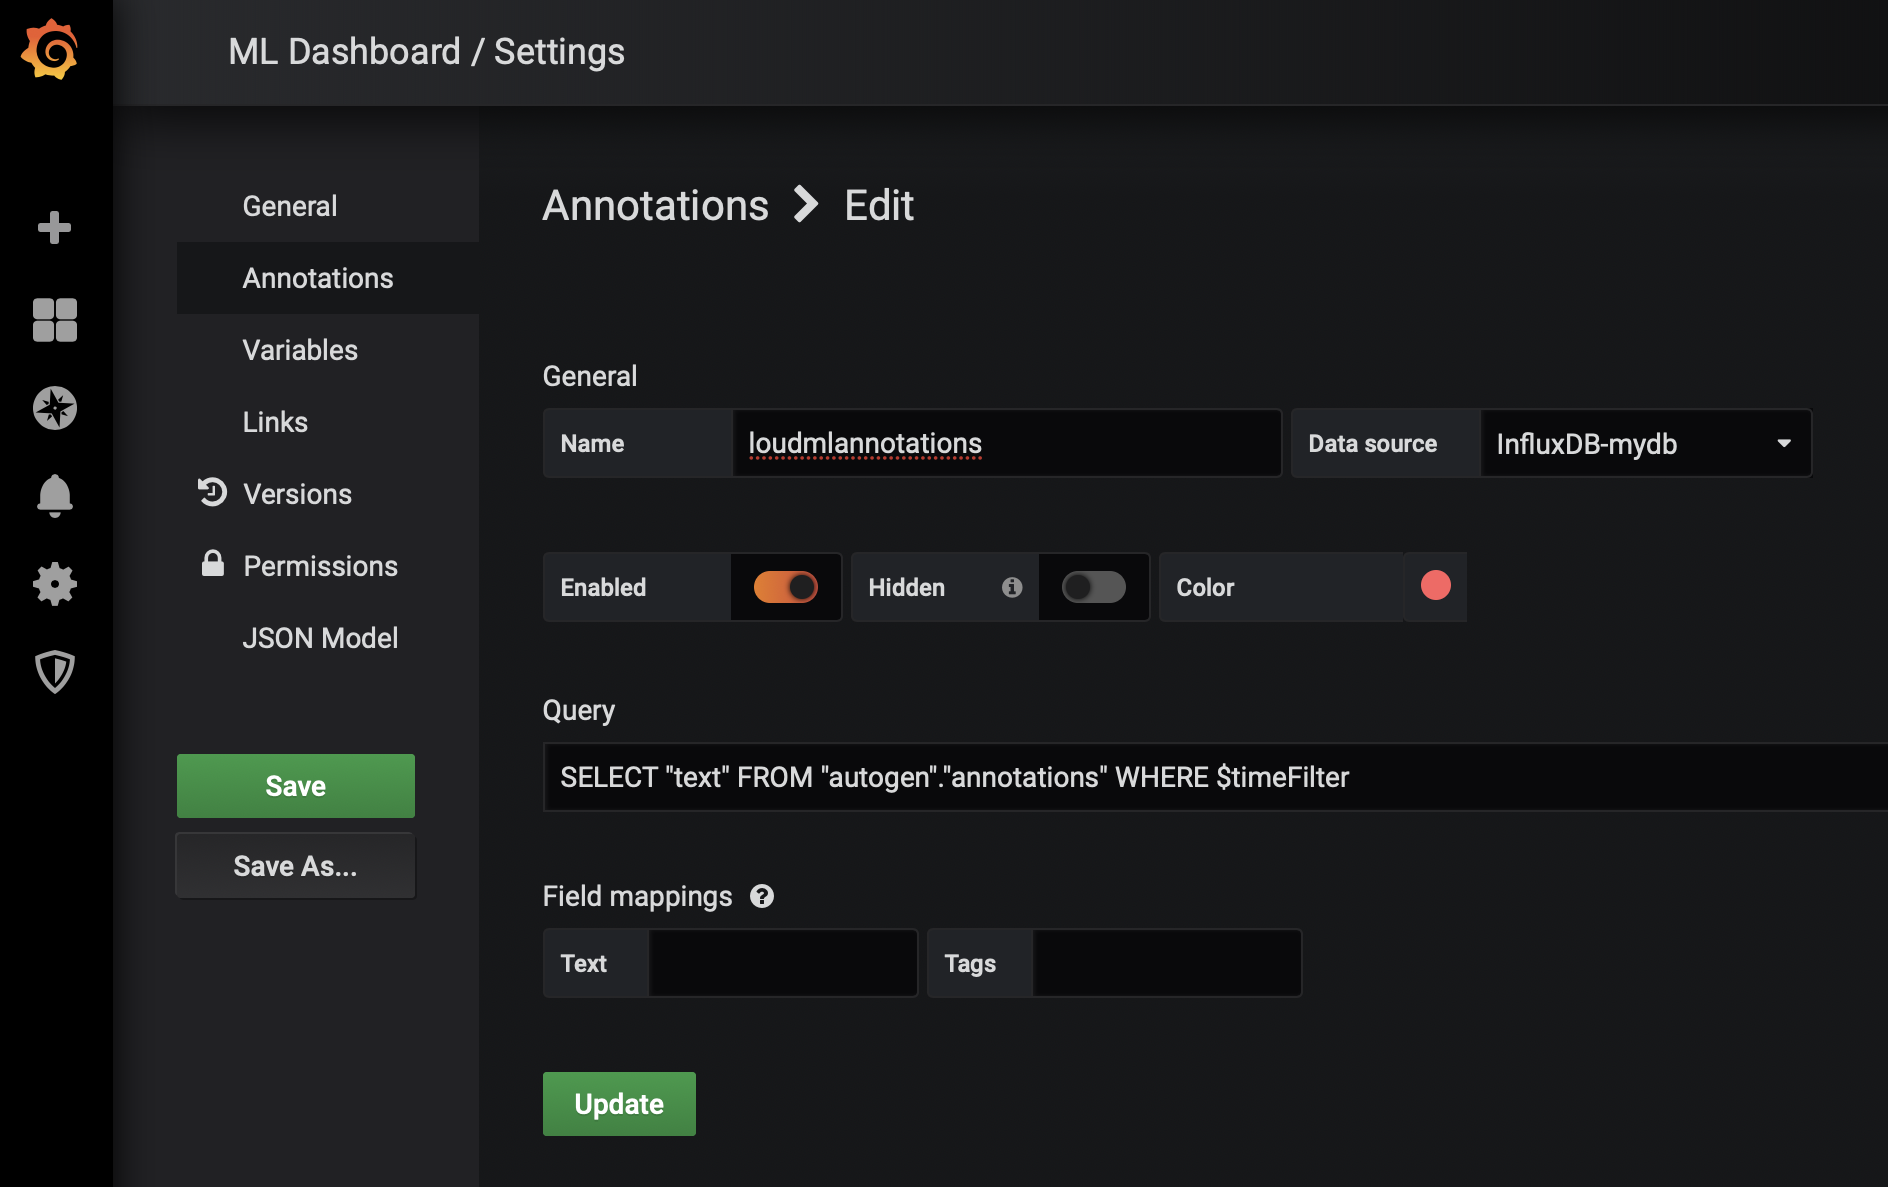 ML Dashboard / Settings
General
Annotations
Variables
Links
Versions
Permissions
JSON Model
Save
Save As...
Annotations Edit
General
Name loudmlannotations Data source InfluxDB-mydb
Enabled Hidden Color
Query
SELECT "text" FROM "autogen"."annotations" WHERE $timeFilter
Field mappings
Text Tags
Update